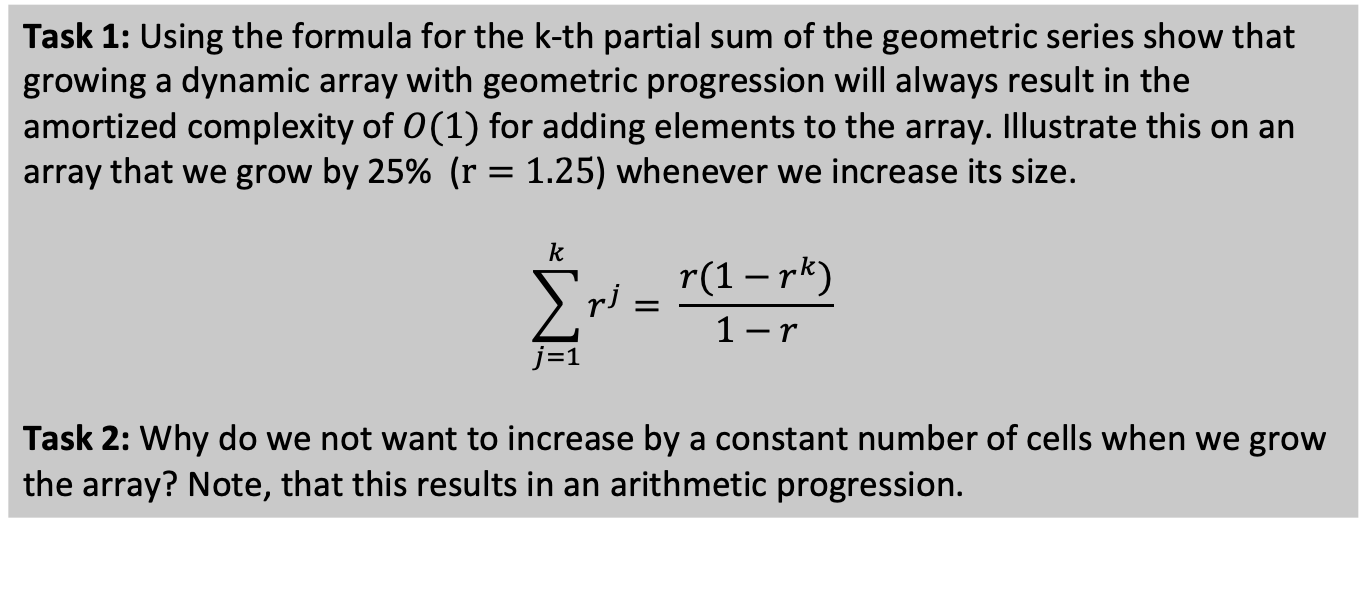 Task 1: Using the formula for the k-th partial sum of the geometric series show that
growing a dynamic array with geometric progression will always result in the
amortized complexity of O(1) for adding elements to the array. Illustrate this on an
array that we grow by 25% (r = 1.25) whenever we increase its size.
k
∑ rʲ = r(1 − rᵏ)
j=1
1 − r
Task 2: Why do we not want to increase by a constant number of cells when we grow
the array? Note, that this results in an arithmetic progression.